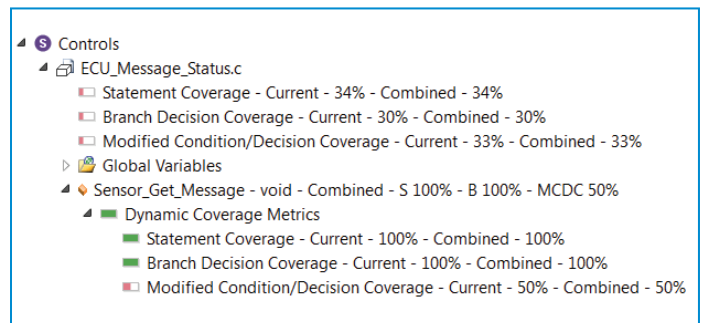 S Controls
ECU_Message_Status.c
Statement Coverage - Current - 34% - Combined - 34%
Branch Decision Coverage - Current - 30% - Combined - 30%
Modified Condition/Decision Coverage - Current - 33% - Combined - 33%
Global Variables
Sensor_Get_Message - void - Combined - S 100% - B 100% - MCDC 50%
Dynamic Coverage Metrics
Statement Coverage - Current - 100% - Combined - 100%
Branch Decision Coverage - Current - 100% - Combined - 100%
Modified Condition/Decision Coverage - Current - 50% - Combined - 50%